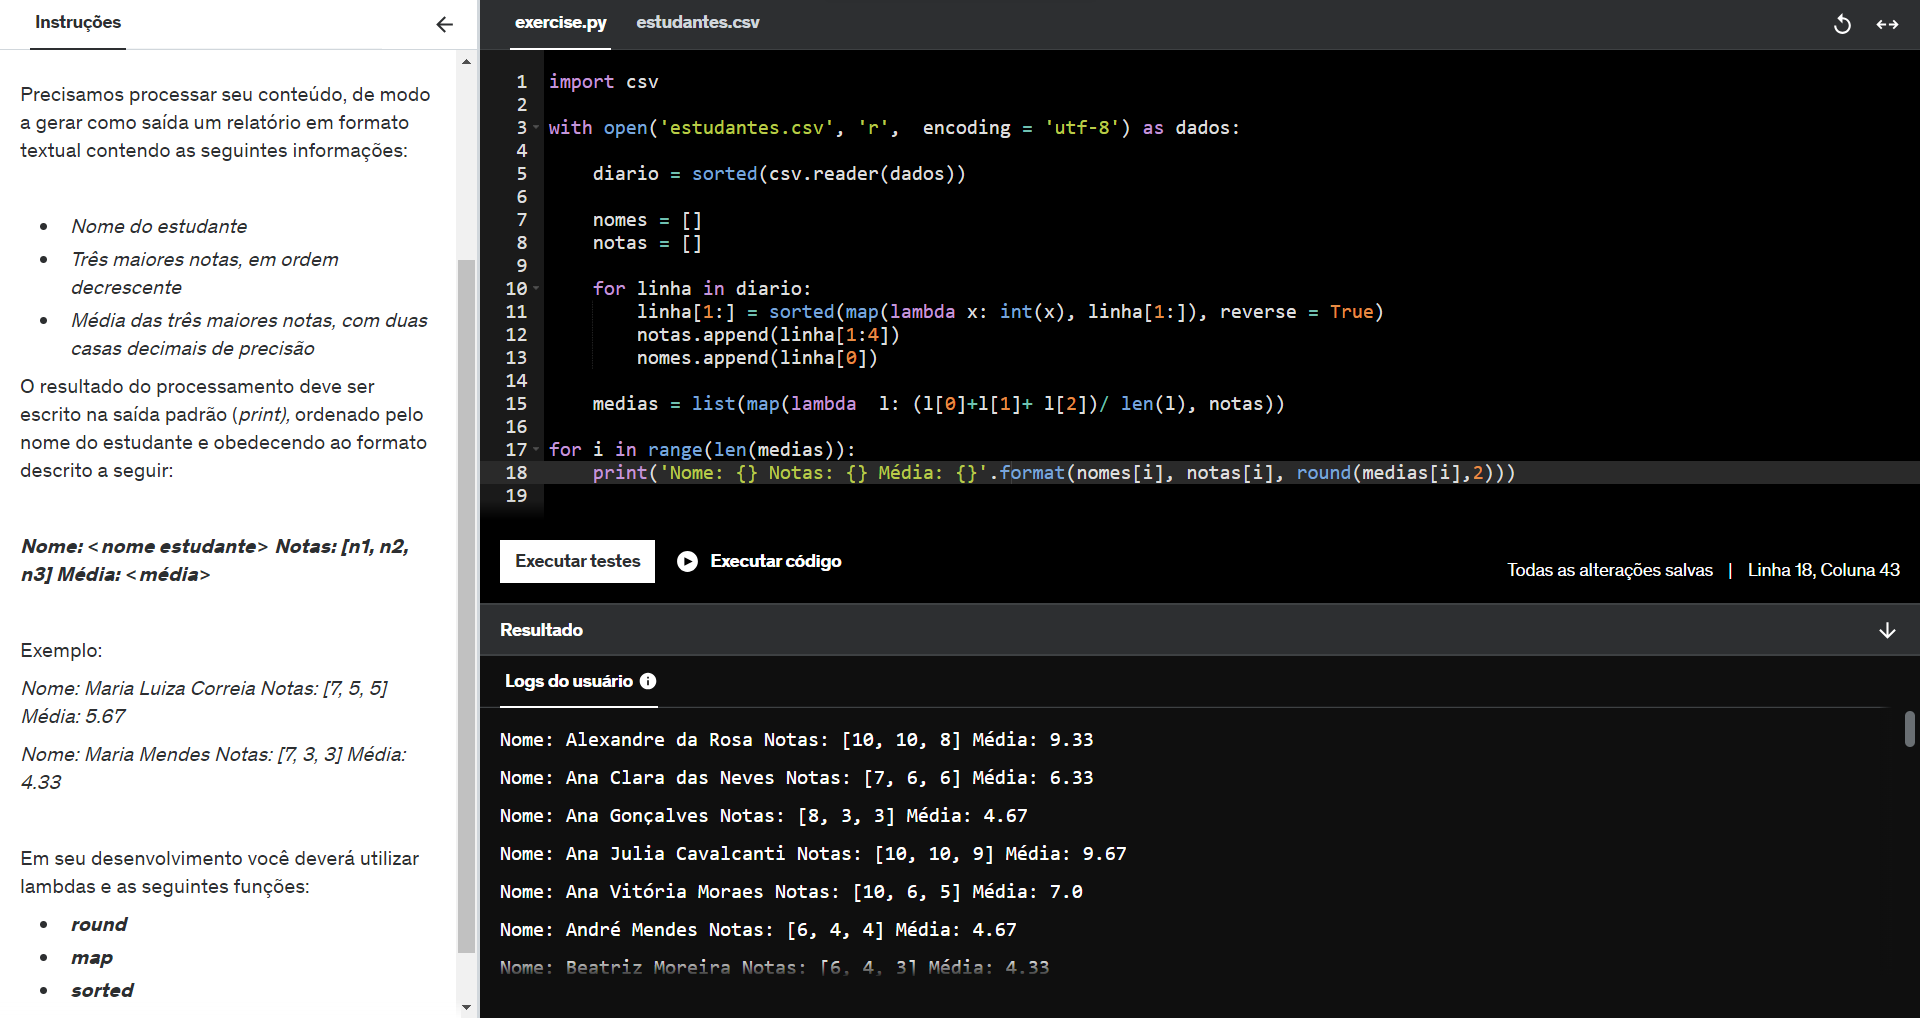 Instruções
Precisamos processar seu conteúdo, de modo
a gerar como saída um relatório em formato
textual contendo as seguintes informações:
Nome do estudante
Três maiores notas, em ordem
decrescente
Média das três maiores notas, com duas
casas decimais de precisão
O resultado do processamento deve ser
escrito na saída padrão (print), ordenado pelo
nome do estudante e obedecendo ao formato
descrito a seguir:
Nome: <nome estudante> Notas: [n1, n2,
n3] Média: <média>
Exemplo:
Nome: Maria Luiza Correia Notas: [7, 5, 5]
Média: 5.67
Nome: Maria Mendes Notas: [7, 3, 3] Média:
4.33
Em seu desenvolvimento você deverá utilizar
lambdas e as seguintes funções:
round
map
sorted
exercise.py estudantes.csv
1 import csv
2
3 with open('estudantes.csv', 'r',  encoding = 'utf-8') as dados:
4
5     diario = sorted(csv.reader(dados))
6
7     nomes = []
8     notas = []
9
10     for linha in diario:
11         linha[1:] = sorted(map(lambda x: int(x), linha[1:]), reverse = True)
12         notas.append(linha[1:4])
13         nomes.append(linha[0])
14
15     medias = list(map(lambda  l: (l[0]+l[1]+ l[2])/ len(l), notas))
16
17 for i in range(len(medias)):
18     print('Nome: {} Notas: {} Média: {}'.format(nomes[i], notas[i], round(medias[i],2)))
19
Executar testes Executar código
Todas as alterações salvas | Linha 18, Coluna 43
Resultado
Logs do usuário
Nome: Alexandre da Rosa Notas: [10, 10, 8] Média: 9.33
Nome: Ana Clara das Neves Notas: [7, 6, 6] Média: 6.33
Nome: Ana Gonçalves Notas: [8, 3, 3] Média: 4.67
Nome: Ana Julia Cavalcanti Notas: [10, 10, 9] Média: 9.67
Nome: Ana Vitória Moraes Notas: [10, 6, 5] Média: 7.0
Nome: André Mendes Notas: [6, 4, 4] Média: 4.67
Nome: Beatriz Moreira Notas: [6, 4, 3] Média: 4.33